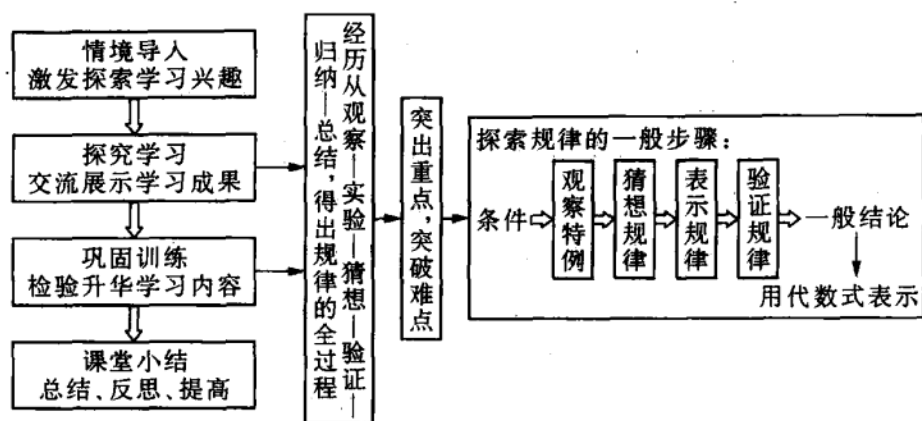 情境导入
激发探索学习兴趣
探究学习
交流展示学习成果
巩固训练
检验升华学习内容
课堂小结
总结、反思、提高
经历从观察—实验—猜想—验证—
归纳—总结,得出规律的全过程
突出重点,突破难点
探索规律的一般步骤:
条件
观察特例
猜想规律
表示规律
验证规律
一般结论
用代数式表示